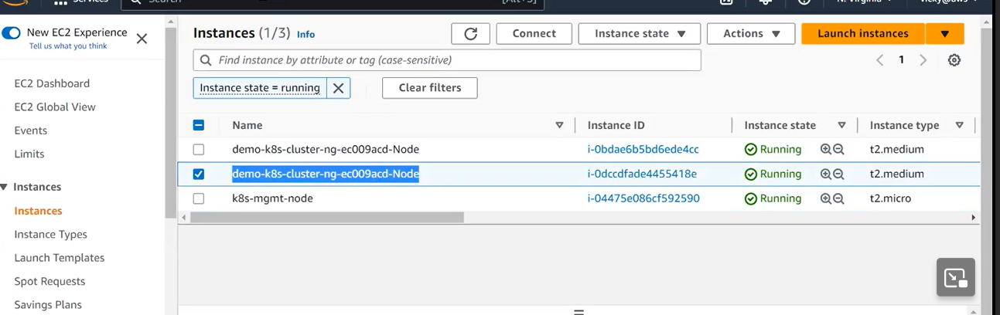 Services
Search
[Alt+S]
N. Virginia
vicky@aws
New EC2 Experience
Tell us what you think
EC2 Dashboard
EC2 Global View
Events
Limits
Instances
Instances
Instance Types
Launch Templates
Spot Requests
Savings Plans
Instances (1/3) Info
Connect
Instance state
Actions
Launch instances
Find instance by attribute or tag (case-sensitive)
1
Instance state = running
Clear filters
Name Instance ID Instance state Instance type
demo-k8s-cluster-ng-ec009acd-Node i-0bdae6b5bd6ede4cc Running t2.medium
demo-k8s-cluster-ng-ec009acd-Node i-0dccdfade4455418e Running t2.medium
k8s-mgmt-node i-04475e086cf592590 Running t2.micro